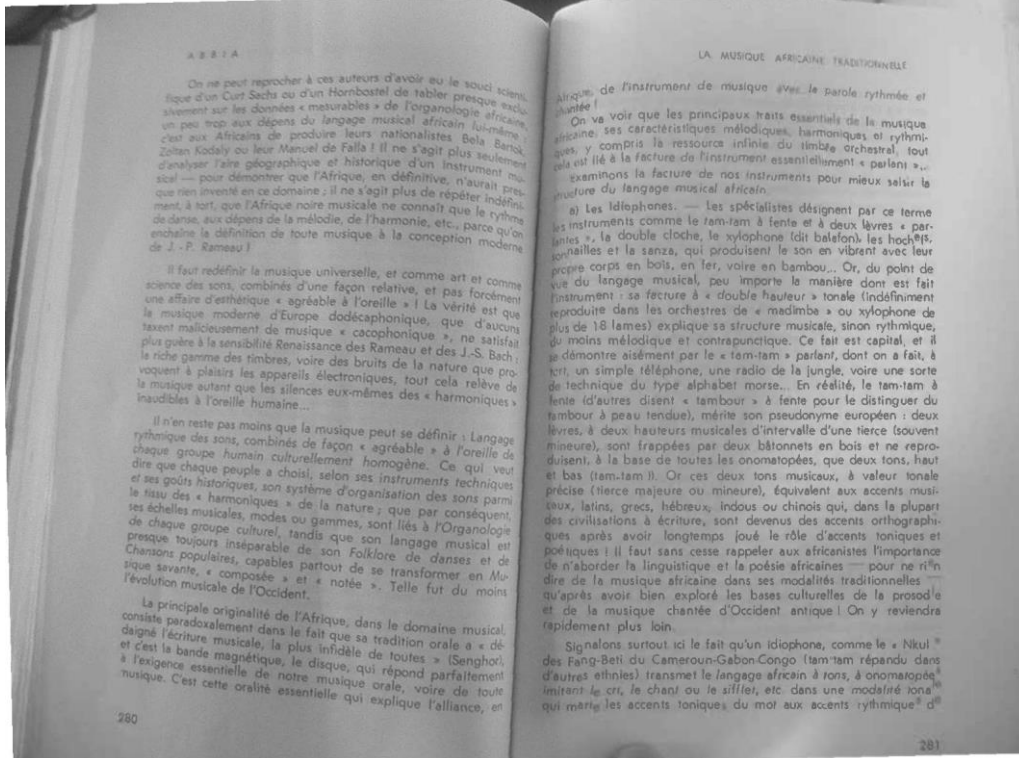 ABBIA
On ne peut reprocher à ces auteurs d'avoir eu le souci scienti-
fique d'un Curt Sachs ou d'un Hornbostel de tabler presque exclu-
sivement sur les données « mesurables » de l'organologie africaine,
un peu trop aux dépens du langage musical africain lui-même :
c'est aux Africains de produire leurs nationalistes Bela Bartok,
Zoltan Kodaly ou leur Manuel de Falla ! Il ne s'agit plus seulement
d'analyser l'aire géographique et historique d'un instrument mu-
sical — pour démontrer que l'Afrique, en définitive, n'aurait pres-
que rien inventé en ce domaine ; il ne s'agit plus de répéter indéfini-
ment, à tort, que l'Afrique noire musicale ne connaît que le rythme
de danse, aux dépens de la mélodie, de l'harmonie, etc., parce qu'on
enchaîne la définition de toute musique à la conception moderne
de J. - P. Rameau !
Il faut redéfinir la musique universelle, et comme art et comme
science des sons, combinés d'une façon relative, et pas forcément
une affaire d'esthétique « agréable à l'oreille » ! La vérité est que
la musique moderne d'Europe dodécaphonique, que d'aucuns
taxent malicieusement de musique « cacophonique », ne satisfait
plus guère à la sensibilité Renaissance des Rameau et des J.-S. Bach :
la riche gamme des timbres, voire des bruits de la nature que pro-
voquent à plaisirs les appareils électroniques, tout cela relève de
la musique autant que les silences eux-mêmes des « harmoniques »
inaudibles à l'oreille humaine...
Il n'en reste pas moins que la musique peut se définir : Langage
rythmique des sons, combinés de façon « agréable » à l'oreille de
chaque groupe humain culturellement homogène. Ce qui veut
dire que chaque peuple a choisi, selon ses instruments techniques
et ses goûts historiques, son système d'organisation des sons parmi
le tissu des « harmoniques » de la nature ; que par conséquent,
ses échelles musicales, modes ou gammes, sont liés à l'Organologie
de chaque groupe culturel, tandis que son langage musical est
presque toujours inséparable de son Folklore de danses et de
Chansons populaires, capables partout de se transformer en Mu-
sique savante, « composée » et « notée ». Telle fut du moins
l'évolution musicale de l'Occident.
La principale originalité de l'Afrique, dans le domaine musical,
consiste paradoxalement dans le fait que sa tradition orale a « dé-
daigné l'écriture musicale, la plus infidèle de toutes » (Senghor),
et c'est la bande magnétique, le disque, qui répond parfaitement
à l'exigence essentielle de notre musique orale, voire de toute
musique. C'est cette oralité essentielle qui explique l'alliance, en
280
LA MUSIQUE AFRICAINE TRADITIONNELLE
Afrique, de l'instrument de musique avec la parole rythmée et
chantée !
On va voir que les principaux traits essentiels de la musique
africaine, ses caractéristiques mélodiques, harmoniques et rythmi-
ques, y compris la ressource infinie du timbre orchestral, tout
cela est lié à la facture de l'instrument essentiellement « parlant »...
Examinons la facture de nos instruments pour mieux saisir la
structure du langage musical africain.
a) Les Idiophones. — Les spécialistes désignent par ce terme
les instruments comme le tam-tam à fente et à deux lèvres « par-
lantes », la double cloche, le xylophone (dit balafon), les hochets,
sonnailles et la sanza, qui produisent le son en vibrant avec leur
propre corps en bois, en fer, voire en bambou... Or, du point de
vue du langage musical, peu importe la manière dont est fait
l'instrument : sa facture à « double hauteur » tonale (indéfiniment
reproduite dans les orchestres de « madimba » ou xylophone de
plus de 18 lames) explique sa structure musicale, sinon rythmique,
du moins mélodique et contrapunctique. Ce fait est capital, et il
se démontre aisément par le « tam-tam » parlant, dont on a fait, à
tort, un simple téléphone, une radio de la jungle, voire une sorte
de technique du type alphabet morse... En réalité, le tam-tam à
fente (d'autres disent « tambour » à fente pour le distinguer du
tambour à peau tendue), mérite son pseudonyme européen : deux
lèvres, à deux hauteurs musicales d'intervalle d'une tierce (souvent
mineure), sont frappées par deux bâtonnets en bois et ne repro-
duisent, à la base de toutes les onomatopées, que deux tons, haut
et bas (tam-tam !). Or ces deux tons musicaux, à valeur tonale
précise (tierce majeure ou mineure), équivalent aux accents musi-
caux, latins, grecs, hébreux, indous ou chinois qui, dans la plupart
des civilisations à écriture, sont devenus des accents orthographi-
ques après avoir longtemps joué le rôle d'accents toniques et
poétiques ! Il faut sans cesse rappeler aux africanistes l'importance
de n'aborder la linguistique et la poésie africaines — pour ne rien
dire de la musique africaine dans ses modalités traditionnelles —
qu'après avoir bien exploré les bases culturelles de la prosodie
et de la musique chantée d'Occident antique ! On y reviendra
rapidement plus loin.
Signalons surtout ici le fait qu'un idiophone, comme le « Nkul »
des Fang-Beti du Cameroun-Gabon-Congo (tam-tam répandu dans
d'autres ethnies) transmet le langage africain à tons, à onomatopées
imitant le cri, le chant ou le siffler, etc. dans une modalité tonale
qui marie les accents toniques du mot aux accents rythmiques d'
281